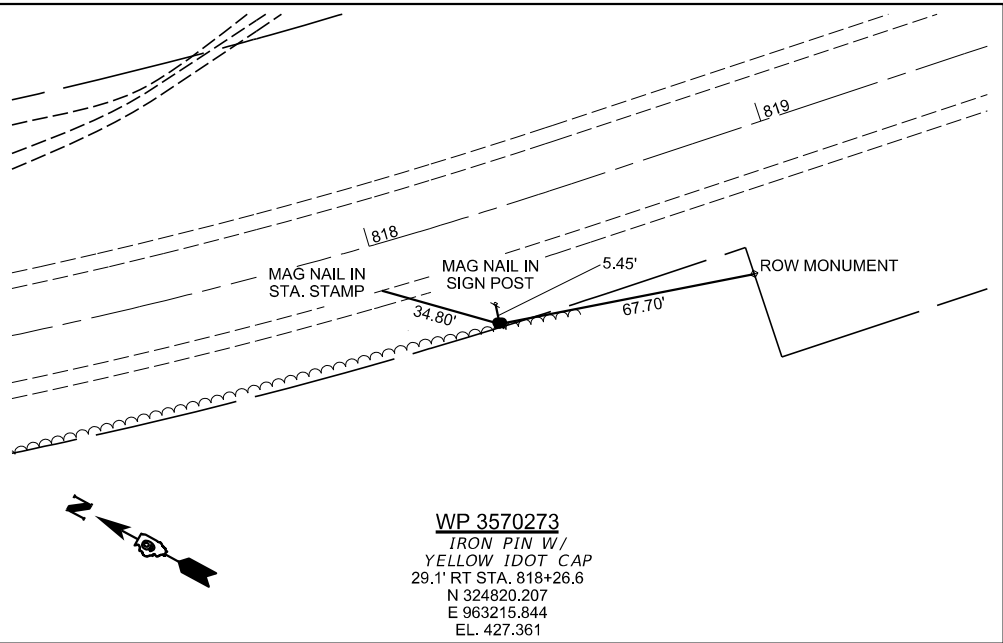 819
818
MAG NAIL IN
STA. STAMP
MAG NAIL IN
SIGN POST
5.45'
ROW MONUMENT
34.80'
67.70'
N
WP 3570273
IRON PIN W/
YELLOW IDOT CAP
29.1' RT STA. 818+26.6
N 324820.207
E 963215.844
EL. 427.361